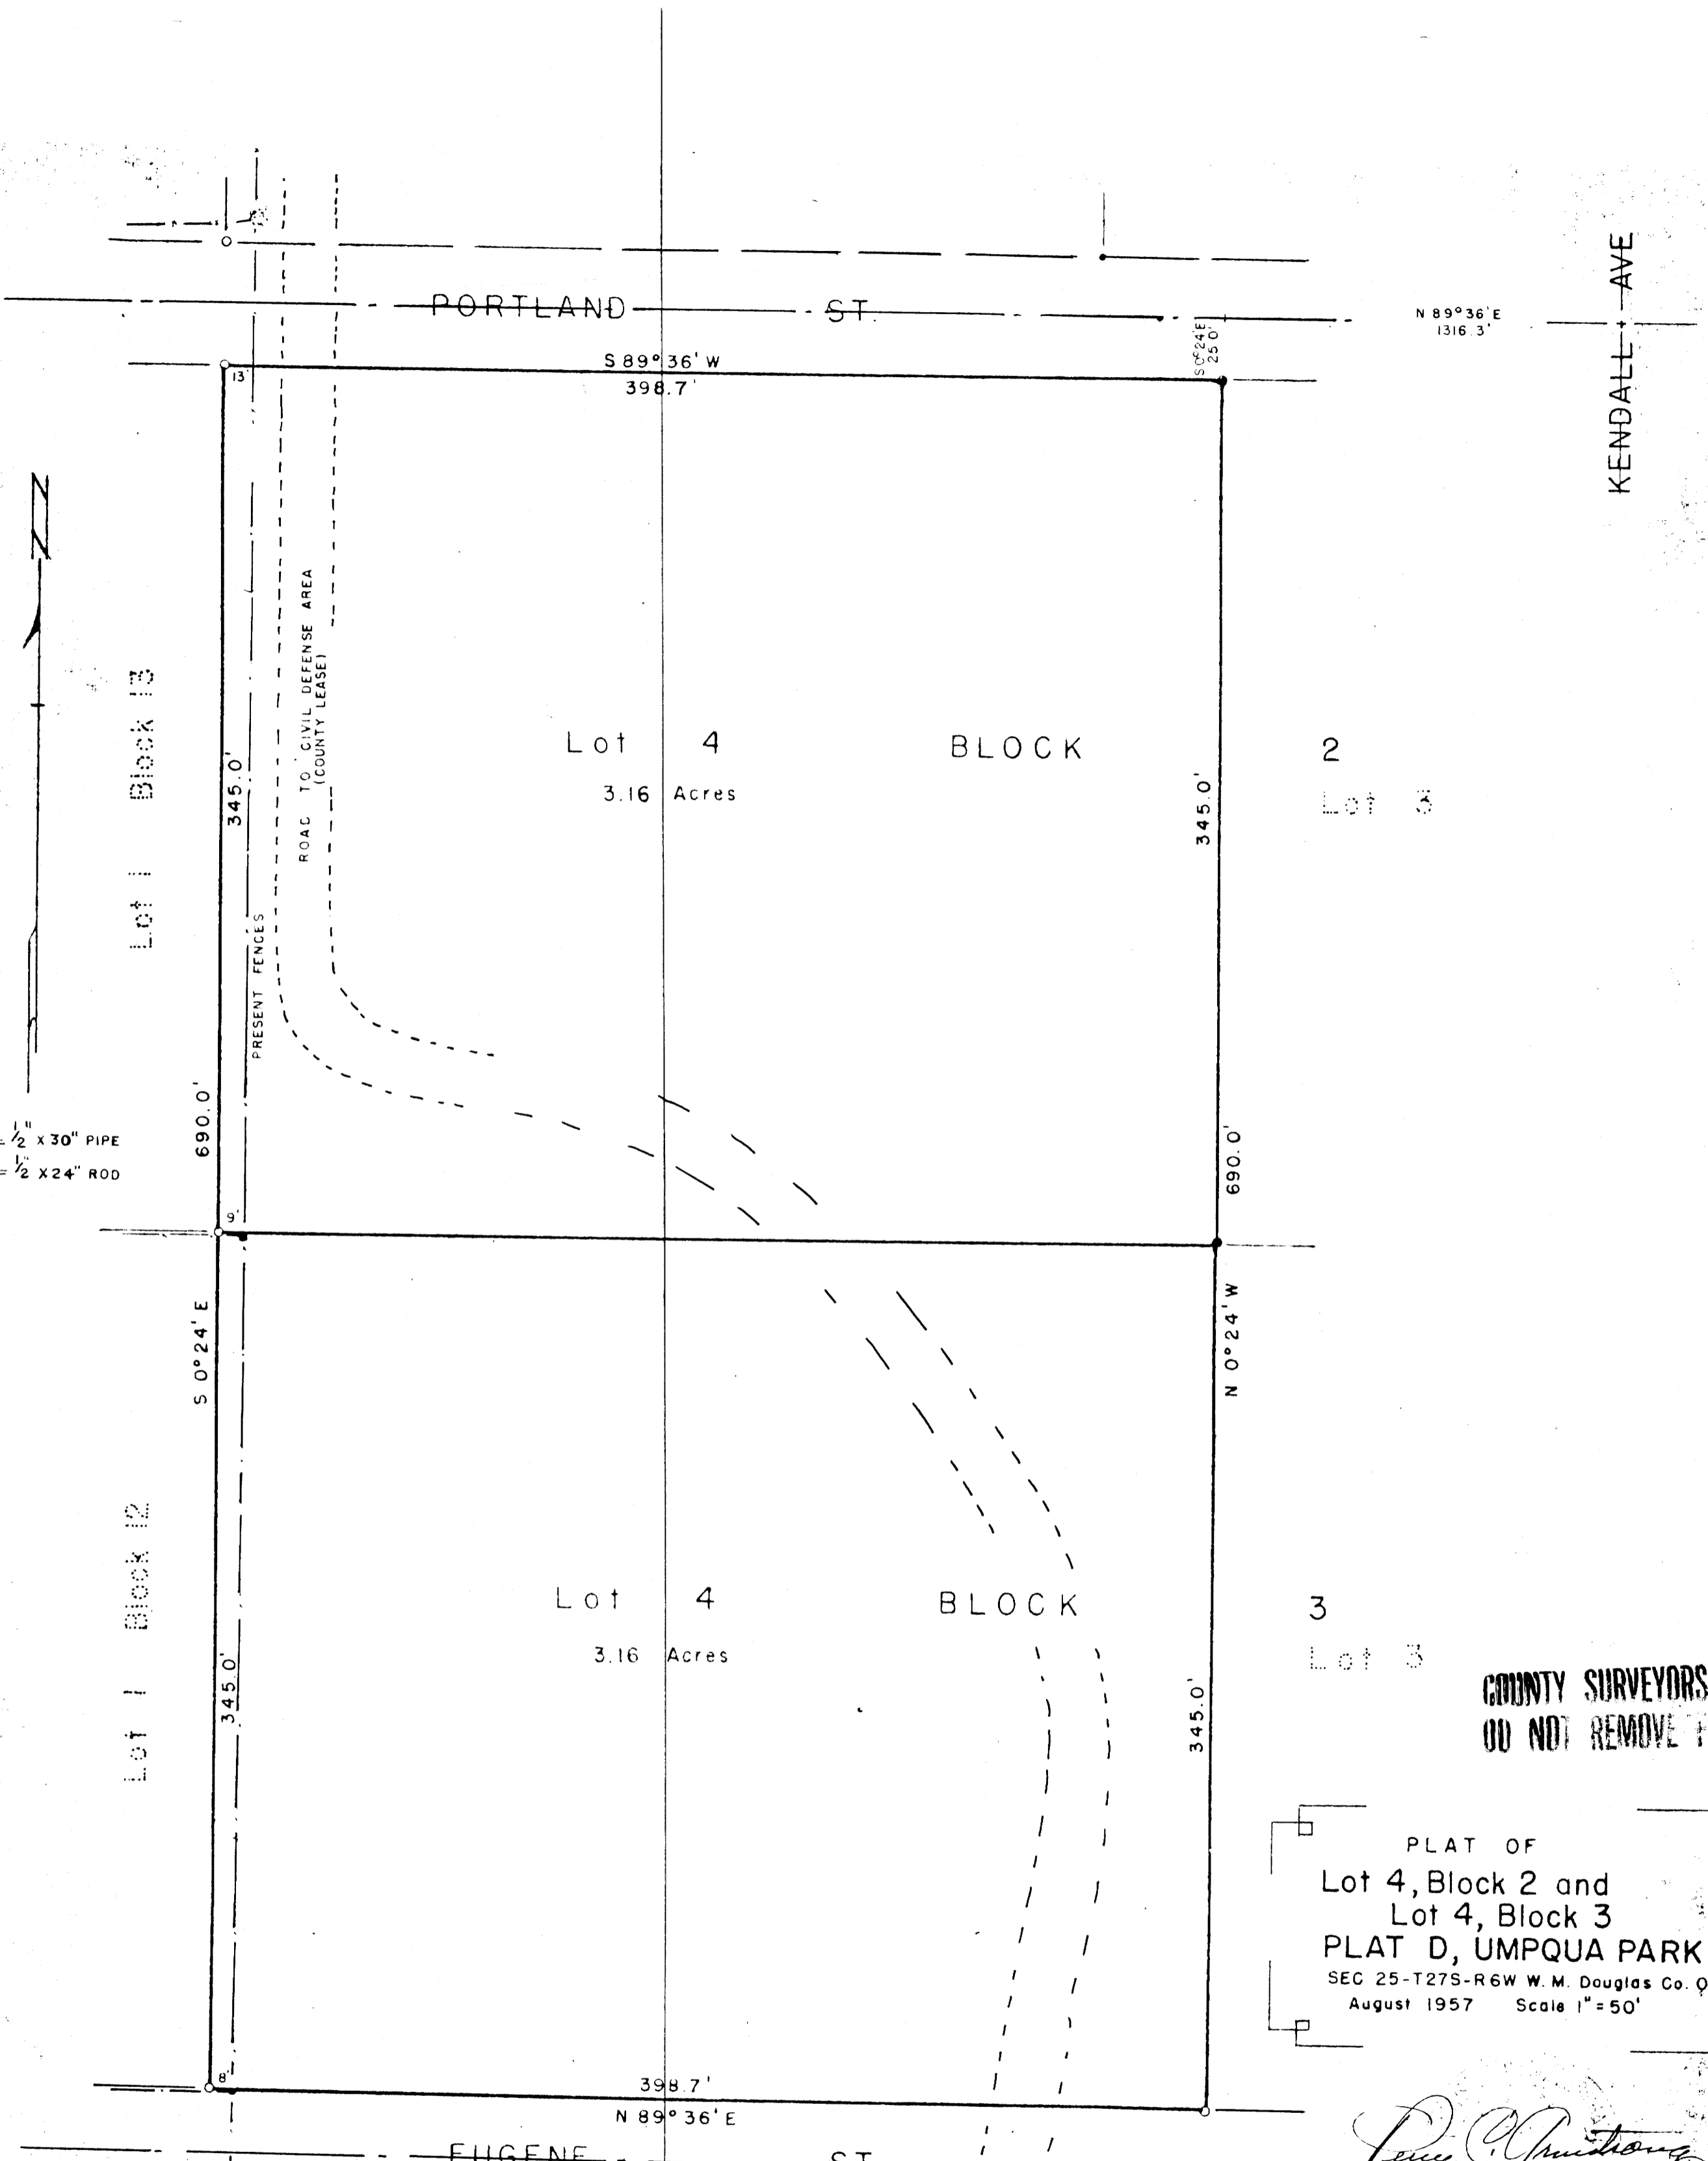 PORTLAND ST.
N 89°36'E
1316.3'
KENDALL AVE
S 0°24'E
25.0'
S 89°36' W
398.7'
13'
N
345.0'
ROAD TO CIVIL DEFENSE AREA
(COUNTY LEASE)
Lot 1 Block 13
Lot 4 BLOCK 2
3.16 Acres
345.0'
Lot 3
PRESENT FENCES
690.0'
690.0'
= 1/2" X 30" PIPE
= 1/2" X 24" ROD
9'
S 0°24' E
N 0°24' W
Lot 1 Block 12
Lot 4 BLOCK 3
3.16 Acres
Lot 3
345.0'
345.0'
COUNTY SURVEYORS
DO NOT REMOVE
PLAT OF
Lot 4, Block 2 and
Lot 4, Block 3
PLAT D, UMPQUA PARK
SEC 25-T27S-R6W W.M. Douglas Co.
August 1957 Scale 1" = 50'
8'
398.7'
N 89°36' E
EUGENE ST
Armstrong